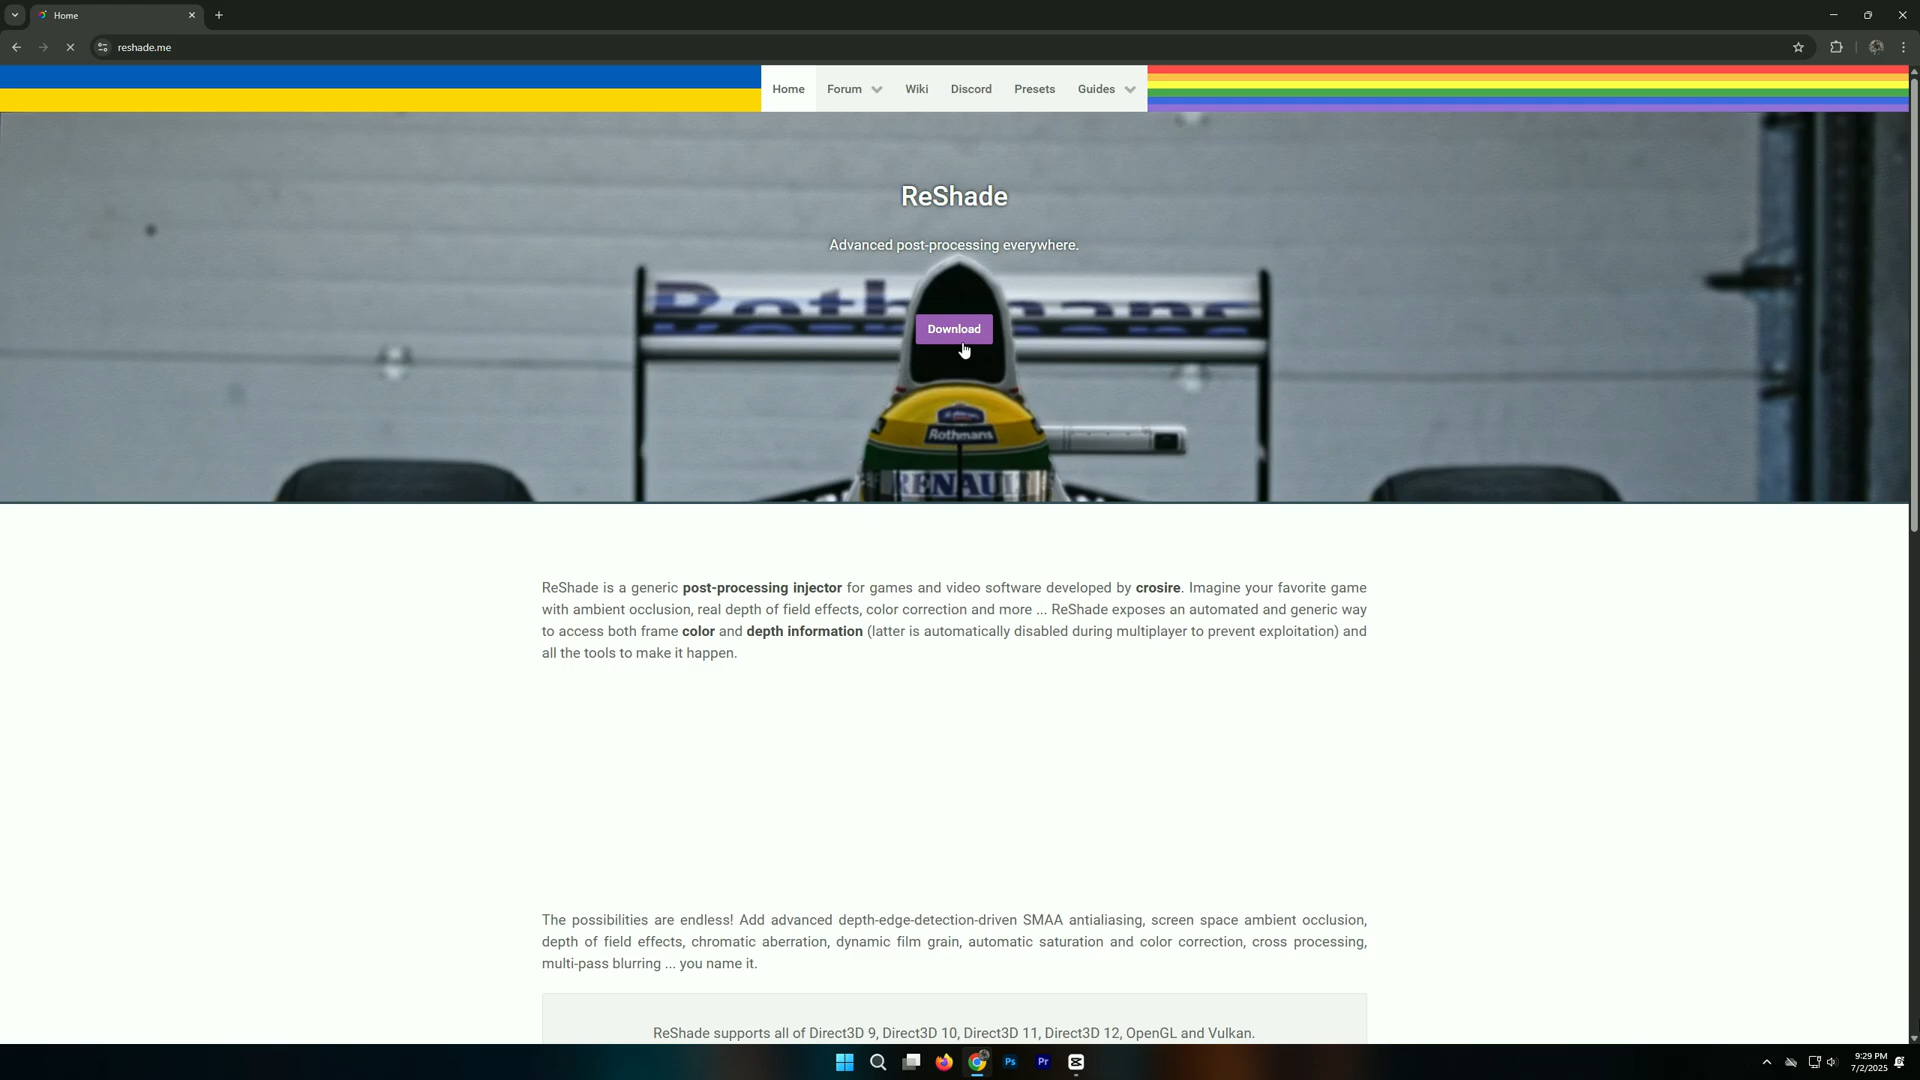 Home
reshade.me
Home Forum Wiki Discord Presets Guides
ReShade
Advanced post-processing everywhere.
Rothmans
Download
Rothmans
RENAUL
ReShade is a generic post-processing injector for games and video software developed by crosire. Imagine your favorite game
with ambient occlusion, real depth of field effects, color correction and more ... ReShade exposes an automated and generic way
to access both frame color and depth information (latter is automatically disabled during multiplayer to prevent exploitation) and
all the tools to make it happen.
The possibilities are endless! Add advanced depth-edge-detection-driven SMAA antialiasing, screen space ambient occlusion,
depth of field effects, chromatic aberration, dynamic film grain, automatic saturation and color correction, cross processing,
multi-pass blurring ... you name it.
ReShade supports all of Direct3D 9, Direct3D 10, Direct3D 11, Direct3D 12, OpenGL and Vulkan.
Ps
Pr
9:29 PM
7/2/2025